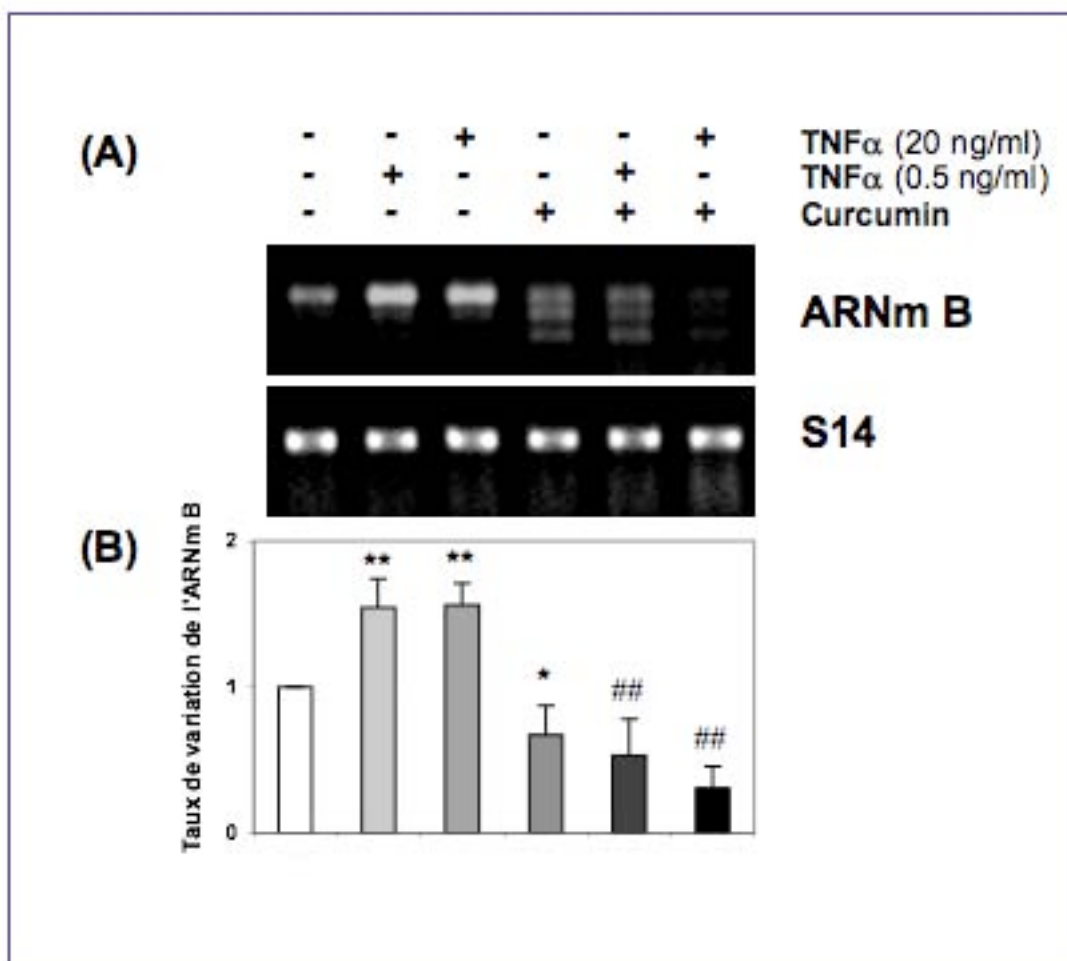 (A)
- - + - - + TNFα (20 ng/ml)
- + - - + - TNFα (0.5 ng/ml)
- - - + + + Curcumin
ARNm B
S14
(B)
Taux de variation de l'ARNm B
2
1
0
** ** * ## ##